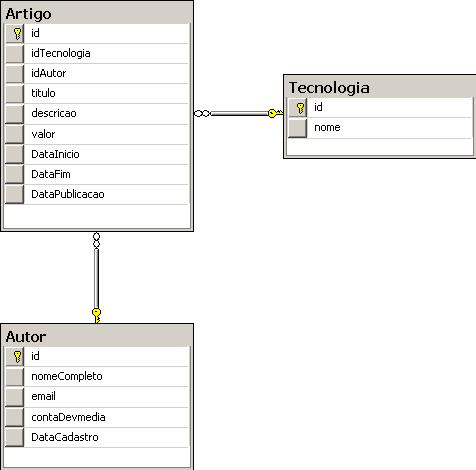 Artigo
id
idTecnologia
idAutor
titulo
descricao
valor
DataInicio
DataFim
DataPublicacao
Tecnologia
id
nome
Autor
id
nomeCompleto
email
contaDevmedia
DataCadastro